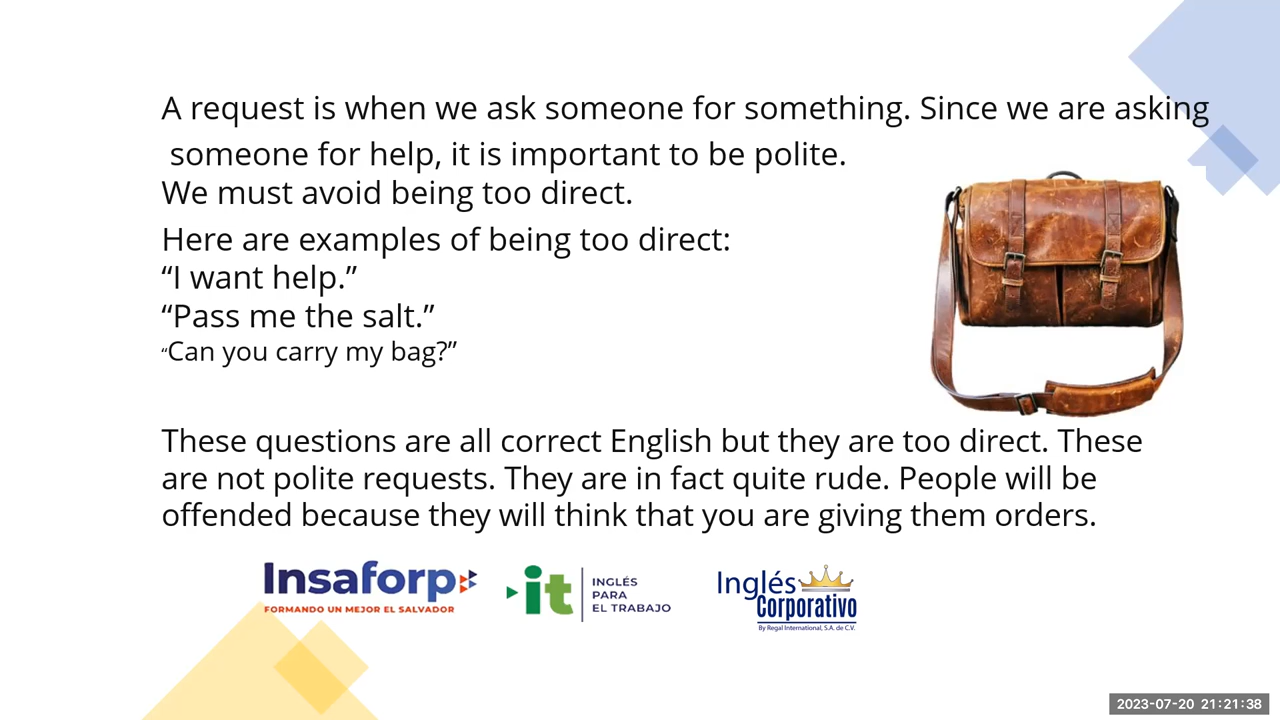 A request is when we ask someone for something. Since we are asking
someone for help, it is important to be polite.
We must avoid being too direct.
Here are examples of being too direct:
“I want help.”
“Pass me the salt.”
“Can you carry my bag?”
These questions are all correct English but they are too direct. These
are not polite requests. They are in fact quite rude. People will be
offended because they will think that you are giving them orders.
Insaforp
FORMANDO UN MEJOR EL SALVADOR
it
INGLÉS
PARA
EL TRABAJO
Inglés
Corporativo
By Regal International, S.A. de C.V.
2023-07-20 21:21:38